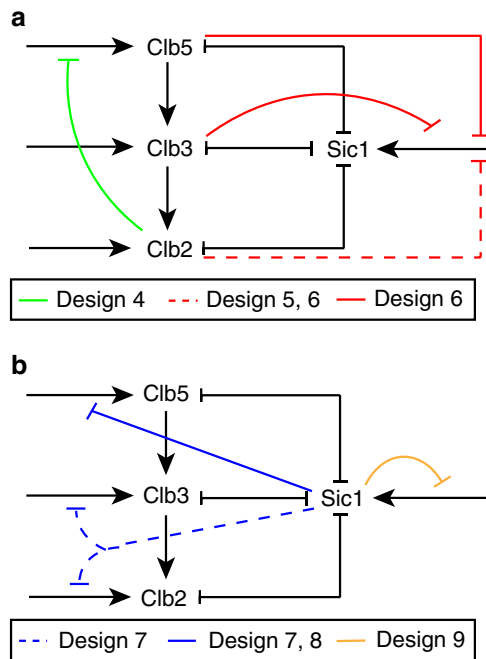 a
Clb5
Clb3 Sic1
Clb2
Design 4 Design 5, 6 Design 6
b
Clb5
Clb3 Sic1
Clb2
Design 7 Design 7, 8 Design 9